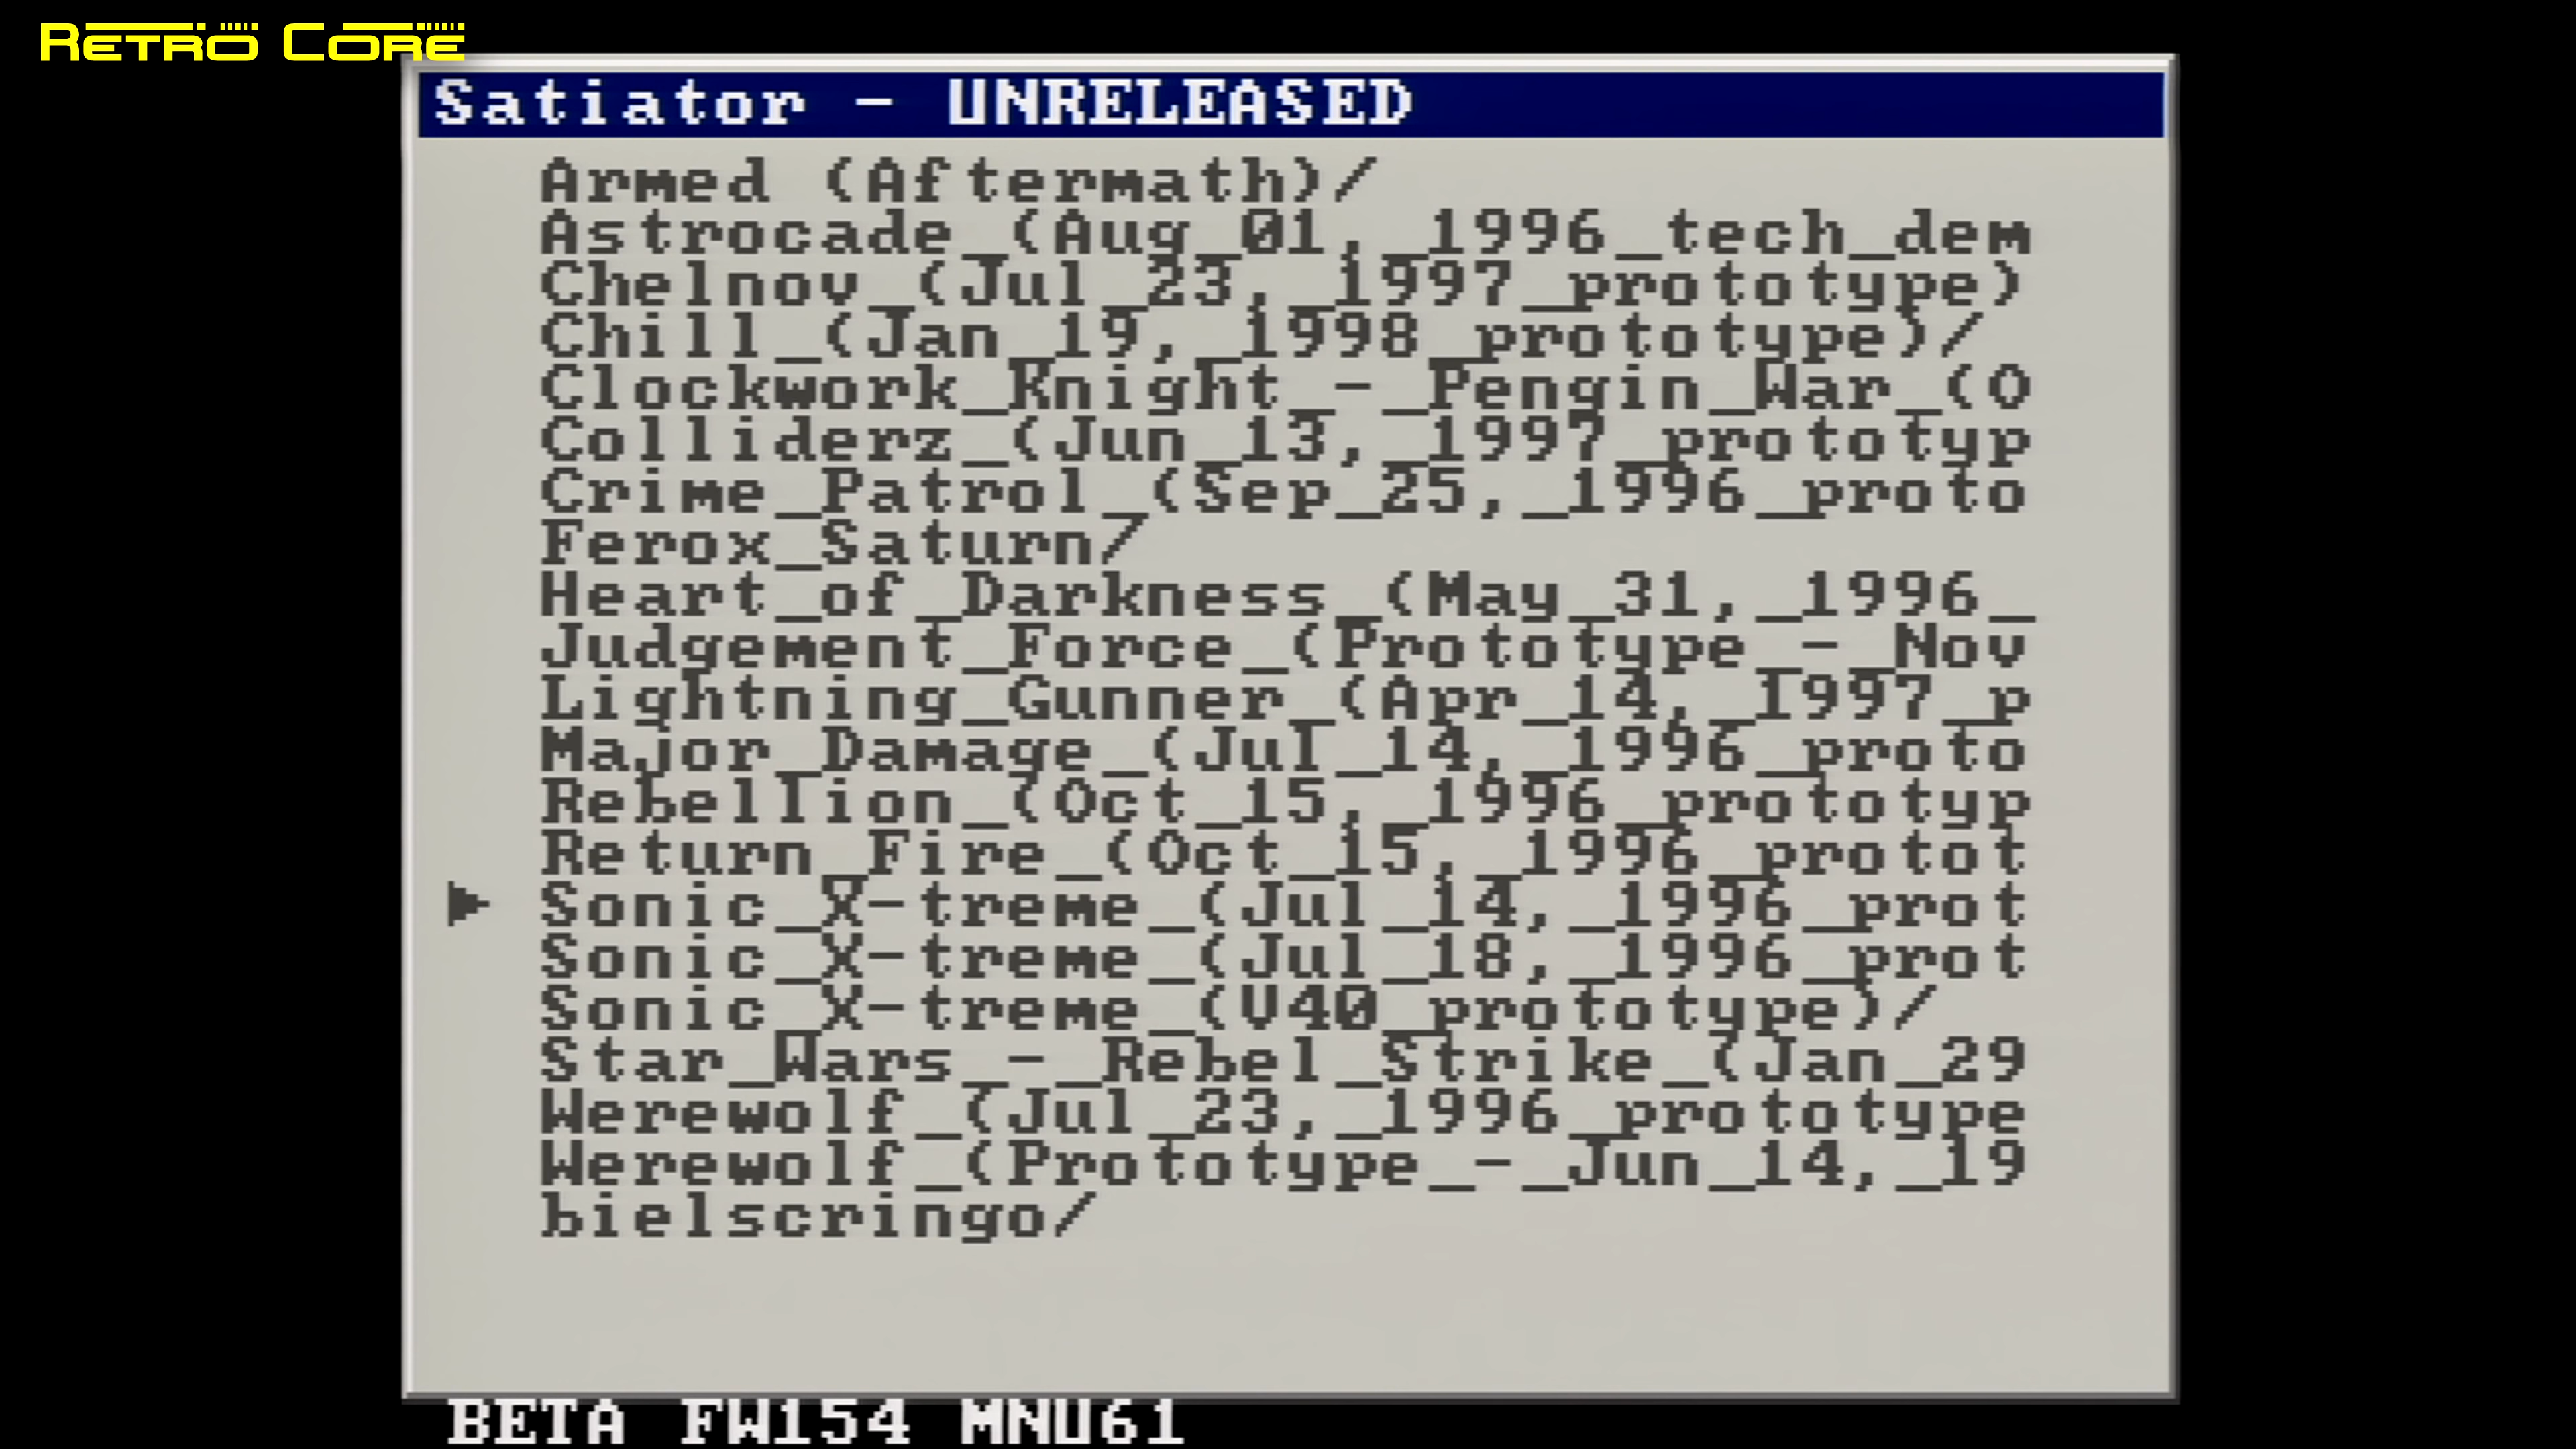 Retro Core
Satiator - UNRELEASED
Armed (Aftermath)/
Astrocade_(Aug_01,_1996_tech_dem
Chelnov_(Jul_23,_1997_prototype)
Chill_(Jan_19,_1998_prototype)/
Clockwork_Knight_-_Pengin_War_(O
Colliderz_(Jun_13,_1997_prototyp
Crime_Patrol_(Sep_25,_1996_proto
Ferox_Saturn/
Heart_of_Darkness_(May_31,_1996_
Judgement_Force_(Prototype_-_Nov
Lightning_Gunner_(Apr_14,_1997_p
Major_Damage_(Jul_14,_1996_proto
Rebellion_(Oct_15,_1996_prototyp
Return_Fire_(Oct_15,_1996_protot
Sonic_X-treme_(Jul_14,_1996_prot
Sonic_X-treme_(Jul_18,_1996_prot
Sonic_X-treme_(V40_prototype)/
Star_Wars_-_Rebel_Strike_(Jan_29
Werewolf_(Jul_23,_1996_prototype
Werewolf_(Prototype_-_Jun_14,_19
bielscringo/
BETA FW154 MNU61